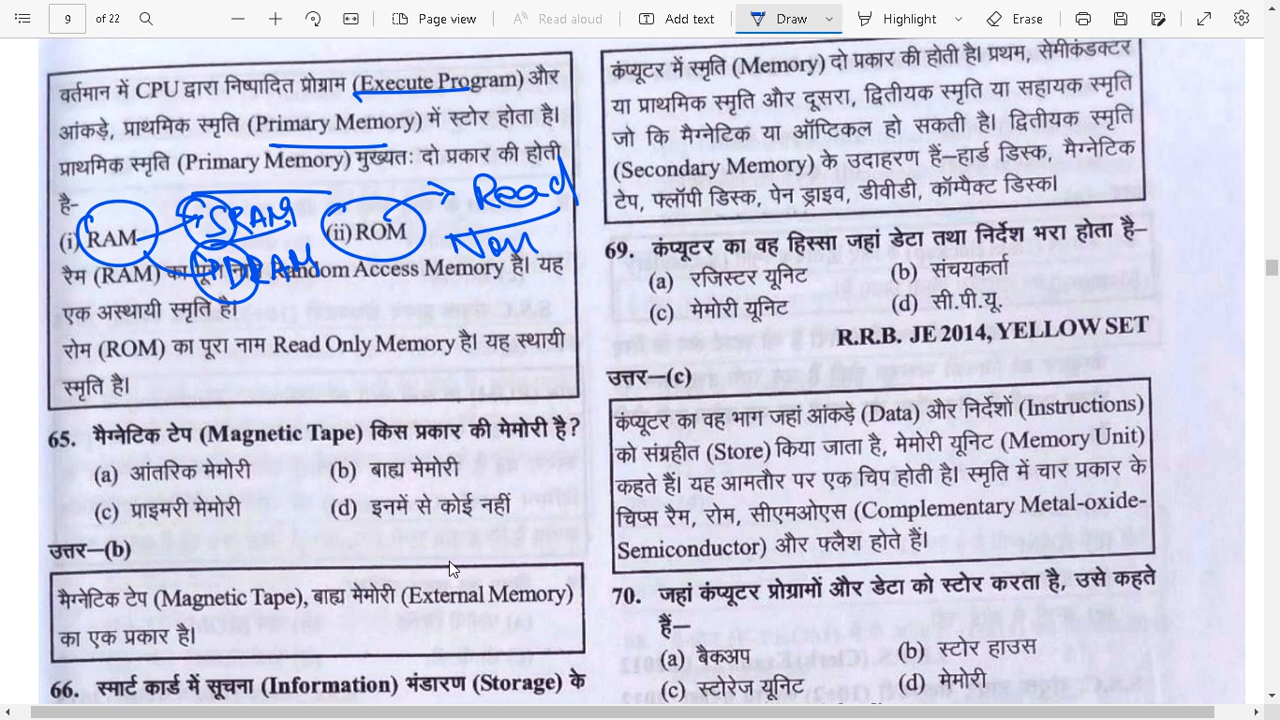 9 of 22 Page view Read aloud Add text Draw Highlight Erase
वर्तमान में CPU द्वारा निष्पादित प्रोग्राम (Execute Program) और
आंकड़े, प्राथमिक स्मृति (Primary Memory) में स्टोर होता है।
प्राथमिक स्मृति (Primary Memory) मुख्यतः दो प्रकार की होती
है–
(i) RAM (ii) ROM
SRAM
DRAM
Read
Non
रैम (RAM) का पूरा Random Access Memory है। यह
एक अस्थायी स्मृति है।
रोम (ROM) का पूरा नाम Read Only Memory है। यह स्थायी
स्मृति है।
65. मैग्नेटिक टेप (Magnetic Tape) किस प्रकार की मेमोरी है?
(a) आंतरिक मेमोरी (b) बाह्य मेमोरी
(c) प्राइमरी मेमोरी (d) इनमें से कोई नहीं
उत्तर–(b)
मैग्नेटिक टेप (Magnetic Tape), बाह्य मेमोरी (External Memory)
का एक प्रकार है।
66. स्मार्ट कार्ड में सूचना (Information) भंडारण (Storage) के
कंप्यूटर में स्मृति (Memory) दो प्रकार की होती है। प्रथम, सेमीकंडक्टर
या प्राथमिक स्मृति और दूसरा, द्वितीयक स्मृति या सहायक स्मृति
जो कि मैग्नेटिक या ऑप्टिकल हो सकती है। द्वितीयक स्मृति
(Secondary Memory) के उदाहरण हैं–हार्ड डिस्क, मैग्नेटिक
टेप, फ्लॉपी डिस्क, पेन ड्राइव, डीवीडी, कॉम्पैक्ट डिस्क।
69. कंप्यूटर का वह हिस्सा जहां डेटा तथा निर्देश भरा होता है–
(a) रजिस्टर यूनिट (b) संचयकर्ता
(c) मेमोरी यूनिट (d) सी.पी.यू.
R.R.B. JE 2014, YELLOW SET
उत्तर–(c)
कंप्यूटर का वह भाग जहां आंकड़े (Data) और निर्देशों (Instructions)
को संग्रहीत (Store) किया जाता है, मेमोरी यूनिट (Memory Unit)
कहते हैं। यह आमतौर पर एक चिप होती है। स्मृति में चार प्रकार के
चिप्स रैम, रोम, सीएमओएस (Complementary Metal-oxide-
Semiconductor) और फ्लैश होते हैं।
70. जहां कंप्यूटर प्रोग्रामों और डेटा को स्टोर करता है, उसे कहते
हैं–
(a) बैकअप (b) स्टोर हाउस
(c) स्टोरेज यूनिट (d) मेमोरी